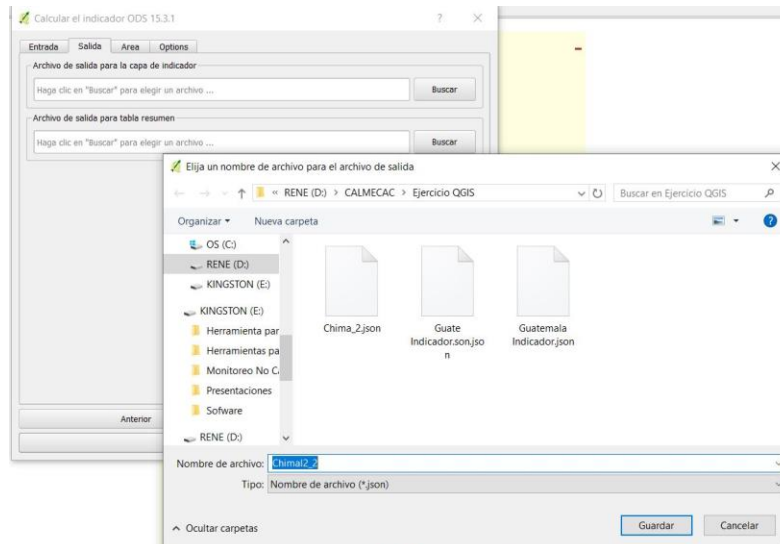 Calcular el indicador ODS 15.3.1
Entrada Salida Area Options
Archivo de salida para la capa de indicador
Haga clic en "Buscar" para elegir un archivo ...
Buscar
Archivo de salida para tabla resumen
Haga clic en "Buscar" para elegir un archivo ...
Buscar
Anterior
Elija un nombre de archivo para el archivo de salida
« RENE (D:) > CALMECAC > Ejercicio QGIS
Buscar en Ejercicio QGIS
Organizar Nueva carpeta
OS (C:)
RENE (D:)
KINGSTON (E:)
KINGSTON (E:)
Herramienta par
Herramientas pa
Monitoreo No Ca
Presentaciones
Sofware
RENE (D:)
Chima_2.json
Guate
Indicador.son.jso
n
Guatemala
Indicador.json
Nombre de archivo: Chimal2_2
Tipo: Nombre de archivo (*.json)
Ocultar carpetas
Guardar
Cancelar